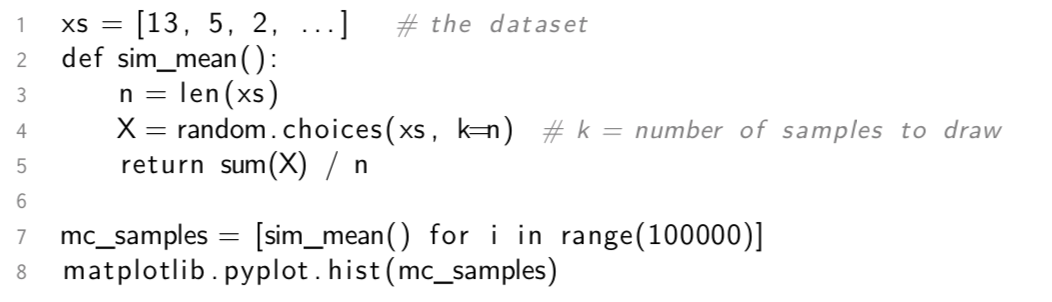 1 xs = [13, 5, 2, ...] # the dataset
2 def sim_mean():
3 n = len(xs)
4 X = random.choices(xs, k=n) # k = number of samples to draw
5 return sum(X) / n
6
7 mc_samples = [sim_mean() for i in range(100000)]
8 matplotlib.pyplot.hist(mc_samples)